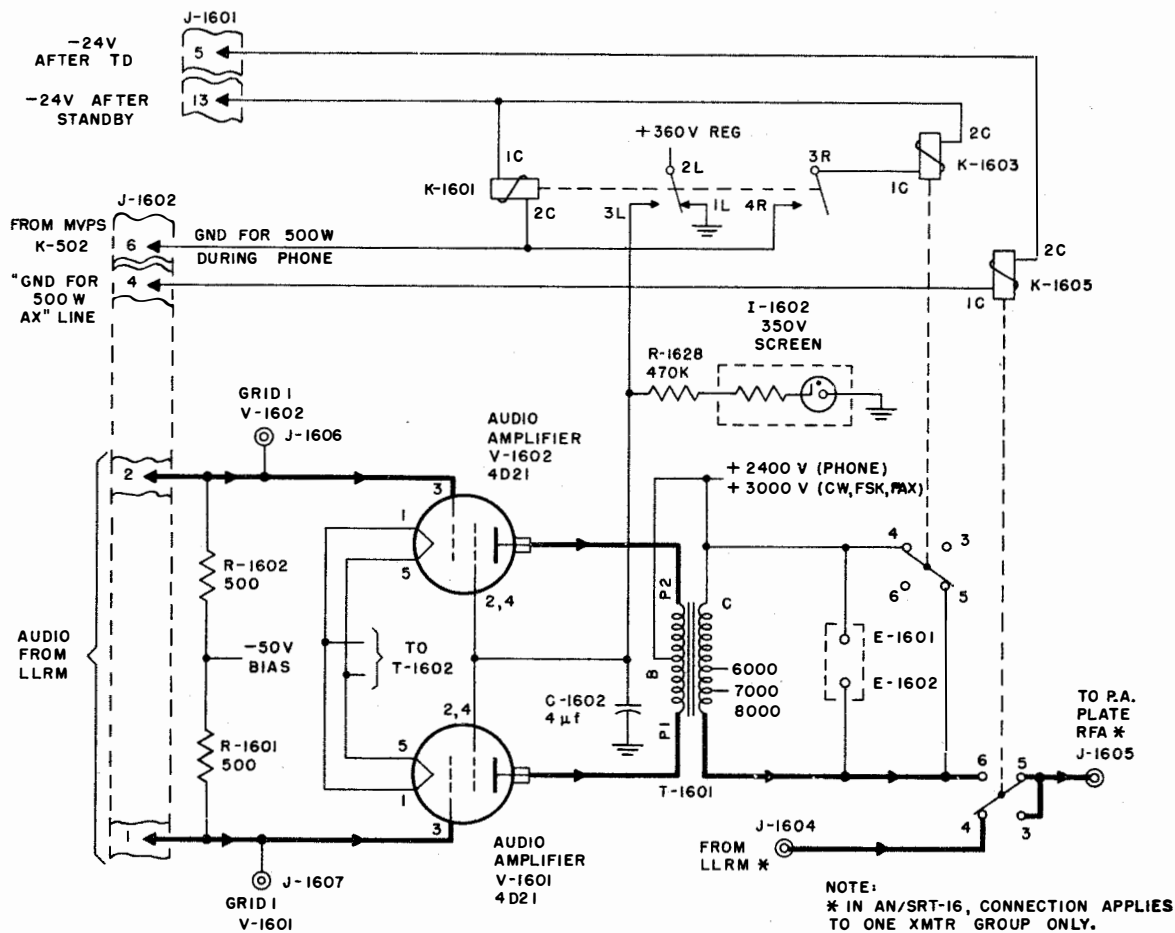 J-1601
-24V
AFTER TD
5
-24V AFTER
STANDBY
13
+360V REG
2L
1C
K-1601
2C
3L
1L
4R
3R
2C
K-1603
1C
J-1602
FROM MVPS
K-502
6
GND FOR 500W
DURING PHONE
"GND FOR
500 W
AX" LINE
4
2C
K-1605
1C
I-1602
350V
SCREEN
R-1628
470K
GRID 1
V-1602
J-1606
AUDIO
AMPLIFIER
V-1602
4D21
+ 2400 V (PHONE)
+ 3000 V (CW, FSK, FAX)
2
3
1
5
2,4
R-1602
500
-50V
BIAS
TO
T-1602
AUDIO
FROM
LLRM
P2
C
B
6000
7000
8000
P1
T-1601
4
3
6
5
E-1601
E-1602
C-1602
4 μf
R-1601
500
2,4
5
1
3
TO P.A.
PLATE
RFA *
J-1605
6
5
4
3
1
J-1607
GRID 1
V-1601
AUDIO
AMPLIFIER
V-1601
4D21
J-1604
FROM
LLRM *
NOTE:
* IN AN/SRT-16, CONNECTION APPLIES
TO ONE XMTR GROUP ONLY.